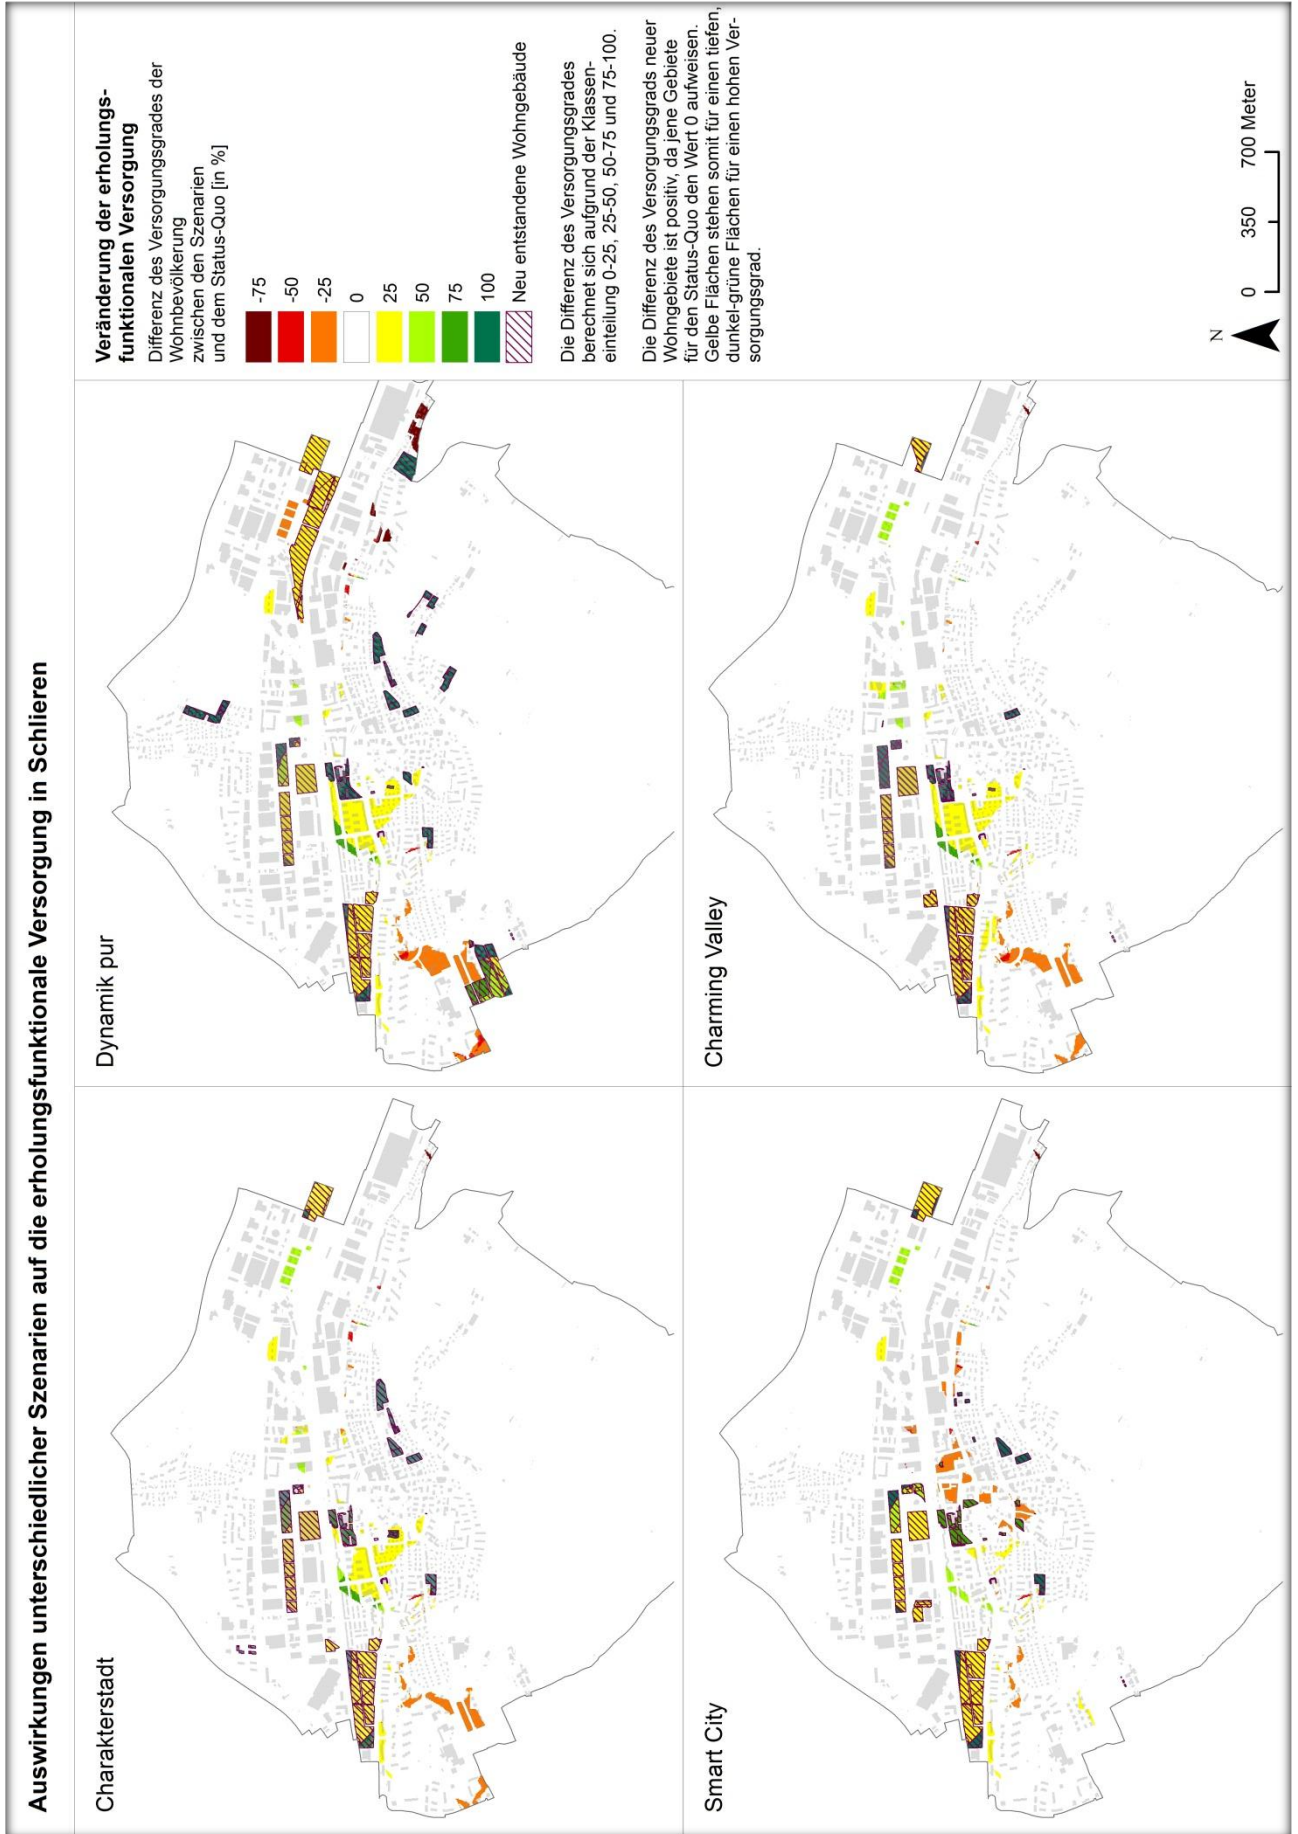 Auswirkungen unterschiedlicher Szenarien auf die erholungsfunktionale Versorgung in Schlieren
Charakterstadt
Dynamik pur
Smart City
Charming Valley
Veränderung der erholungs-
funktionalen Versorgung
Differenz des Versorgungsgrades der
Wohnbevölkerung
zwischen den Szenarien
und dem Status-Quo [in %]
-75
-50
-25
0
25
50
75
100
Neu entstandene Wohngebäude
Die Differenz des Versorgungsgrades
berechnet sich aufgrund der Klassen-
einteilung 0-25, 25-50, 50-75 und 75-100.
Die Differenz des Versorgungsgrads neuer
Wohngebiete ist positiv, da jene Gebiete
für den Status-Quo den Wert 0 aufweisen.
Gelbe Flächen stehen somit für einen tiefen,
dunkel-grüne Flächen für einen hohen Ver-
sorgungsgrad.
N
0 350 700 Meter